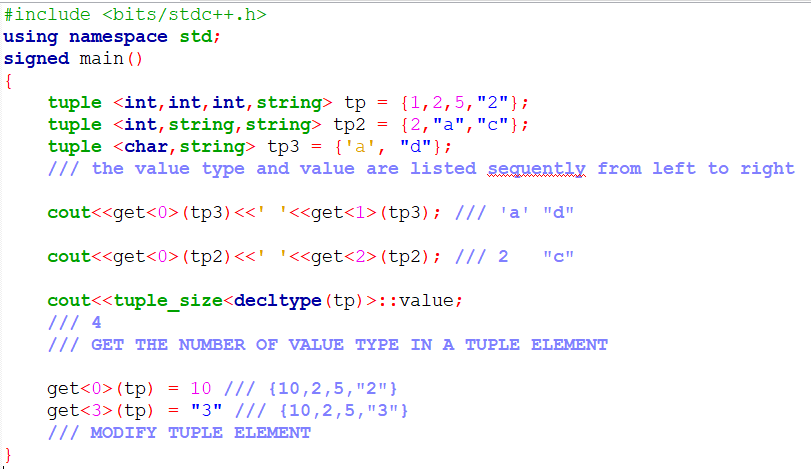 #include <bits/stdc++.h>
using namespace std;
signed main()
{
    tuple <int,int,int,string> tp = {1,2,5,"2"};
    tuple <int,string,string> tp2 = {2,"a","c"};
    tuple <char,string> tp3 = {'a', "d"};
    /// the value type and value are listed sequently from left to right
    cout<<get<0>(tp3)<<' '<<get<1>(tp3); /// 'a' "d"
    cout<<get<0>(tp2)<<' '<<get<2>(tp2); /// 2   "c"
    cout<<tuple_size<decltype(tp)>::value;
    /// 4
    /// GET THE NUMBER OF VALUE TYPE IN A TUPLE ELEMENT
    get<0>(tp) = 10 /// {10,2,5,"2"}
    get<3>(tp) = "3" /// {10,2,5,"3"}
    /// MODIFY TUPLE ELEMENT
}